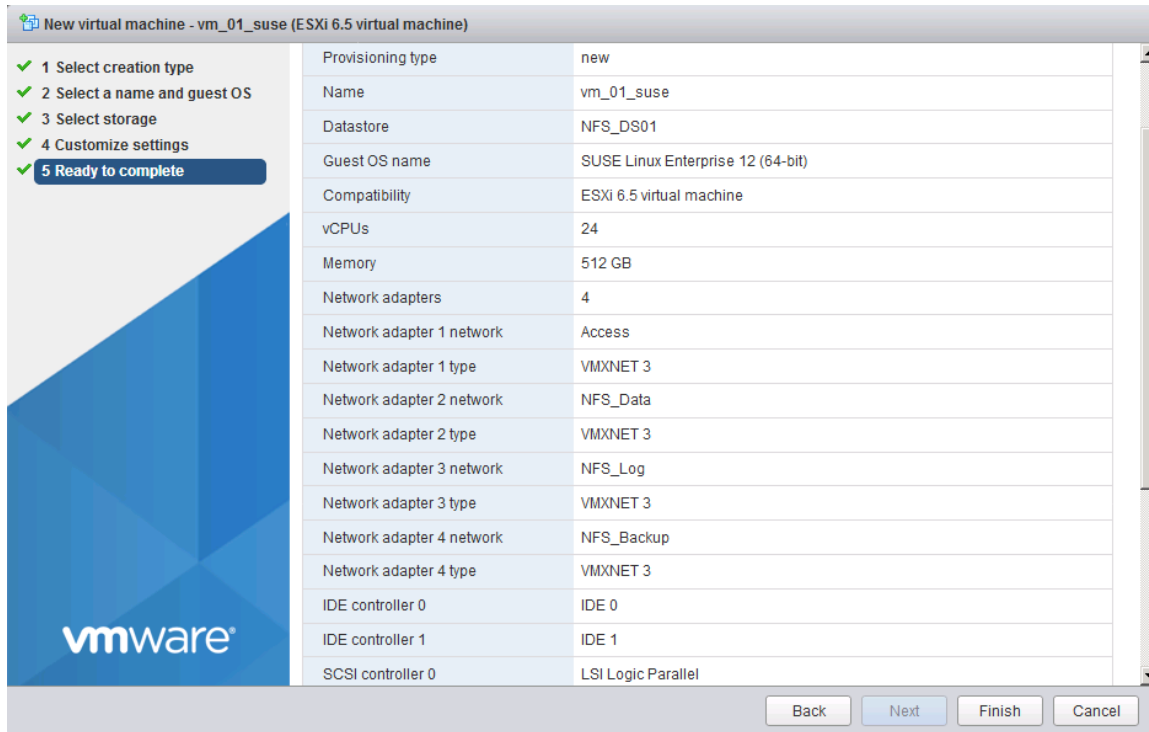 New virtual machine - vm_01_suse (ESXi 6.5 virtual machine)
1 Select creation type
2 Select a name and guest OS
3 Select storage
4 Customize settings
5 Ready to complete
Provisioning type new
Name vm_01_suse
Datastore NFS_DS01
Guest OS name SUSE Linux Enterprise 12 (64-bit)
Compatibility ESXi 6.5 virtual machine
vCPUs 24
Memory 512 GB
Network adapters 4
Network adapter 1 network Access
Network adapter 1 type VMXNET 3
Network adapter 2 network NFS_Data
Network adapter 2 type VMXNET 3
Network adapter 3 network NFS_Log
Network adapter 3 type VMXNET 3
Network adapter 4 network NFS_Backup
Network adapter 4 type VMXNET 3
IDE controller 0 IDE 0
IDE controller 1 IDE 1
SCSI controller 0 LSI Logic Parallel
vmware®
Back Next Finish Cancel